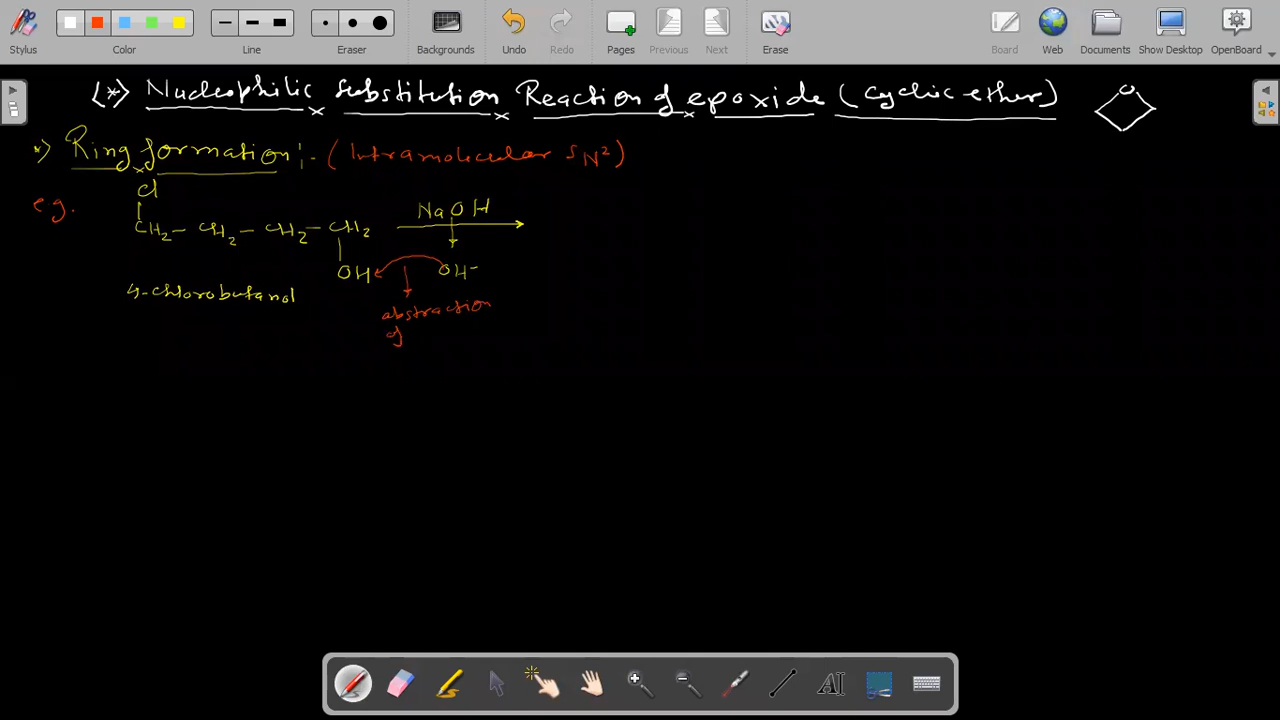 Stylus
Color
Line
Eraser
Backgrounds
Undo
Redo
Pages
Previous
Next
Erase
Board
Web
Documents
Show Desktop
OpenBoard
(*) Nucleophilic substitution Reaction of epoxide (cyclic ether)
O
*) Ring formation:- (Intramolecular SN2)
e.g.
Cl
CH2 - CH2 - CH2 - CH2
NaOH
OH
OH-
4-chlorobutanol
abstraction
of
AI